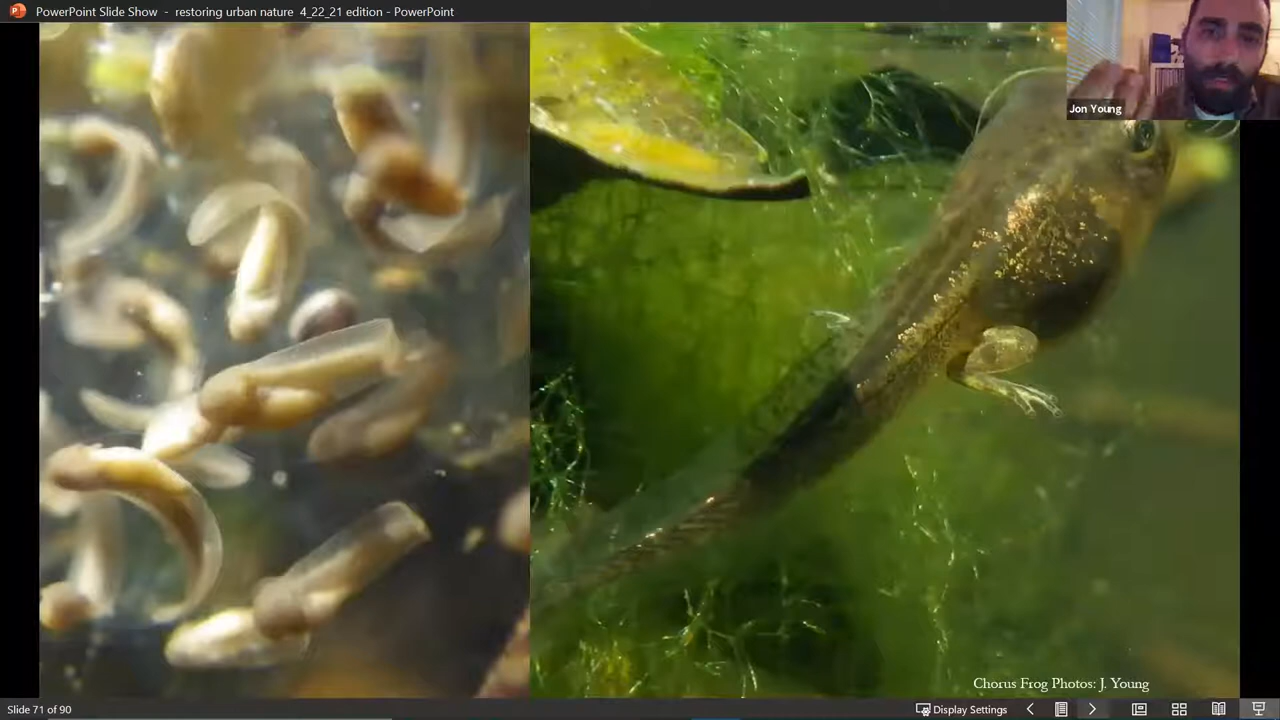 PowerPoint Slide Show - restoring urban nature 4_22_21 edition - PowerPoint
Jon Young
Chorus Frog Photos: J. Young
Slide 71 of 90
Display Settings